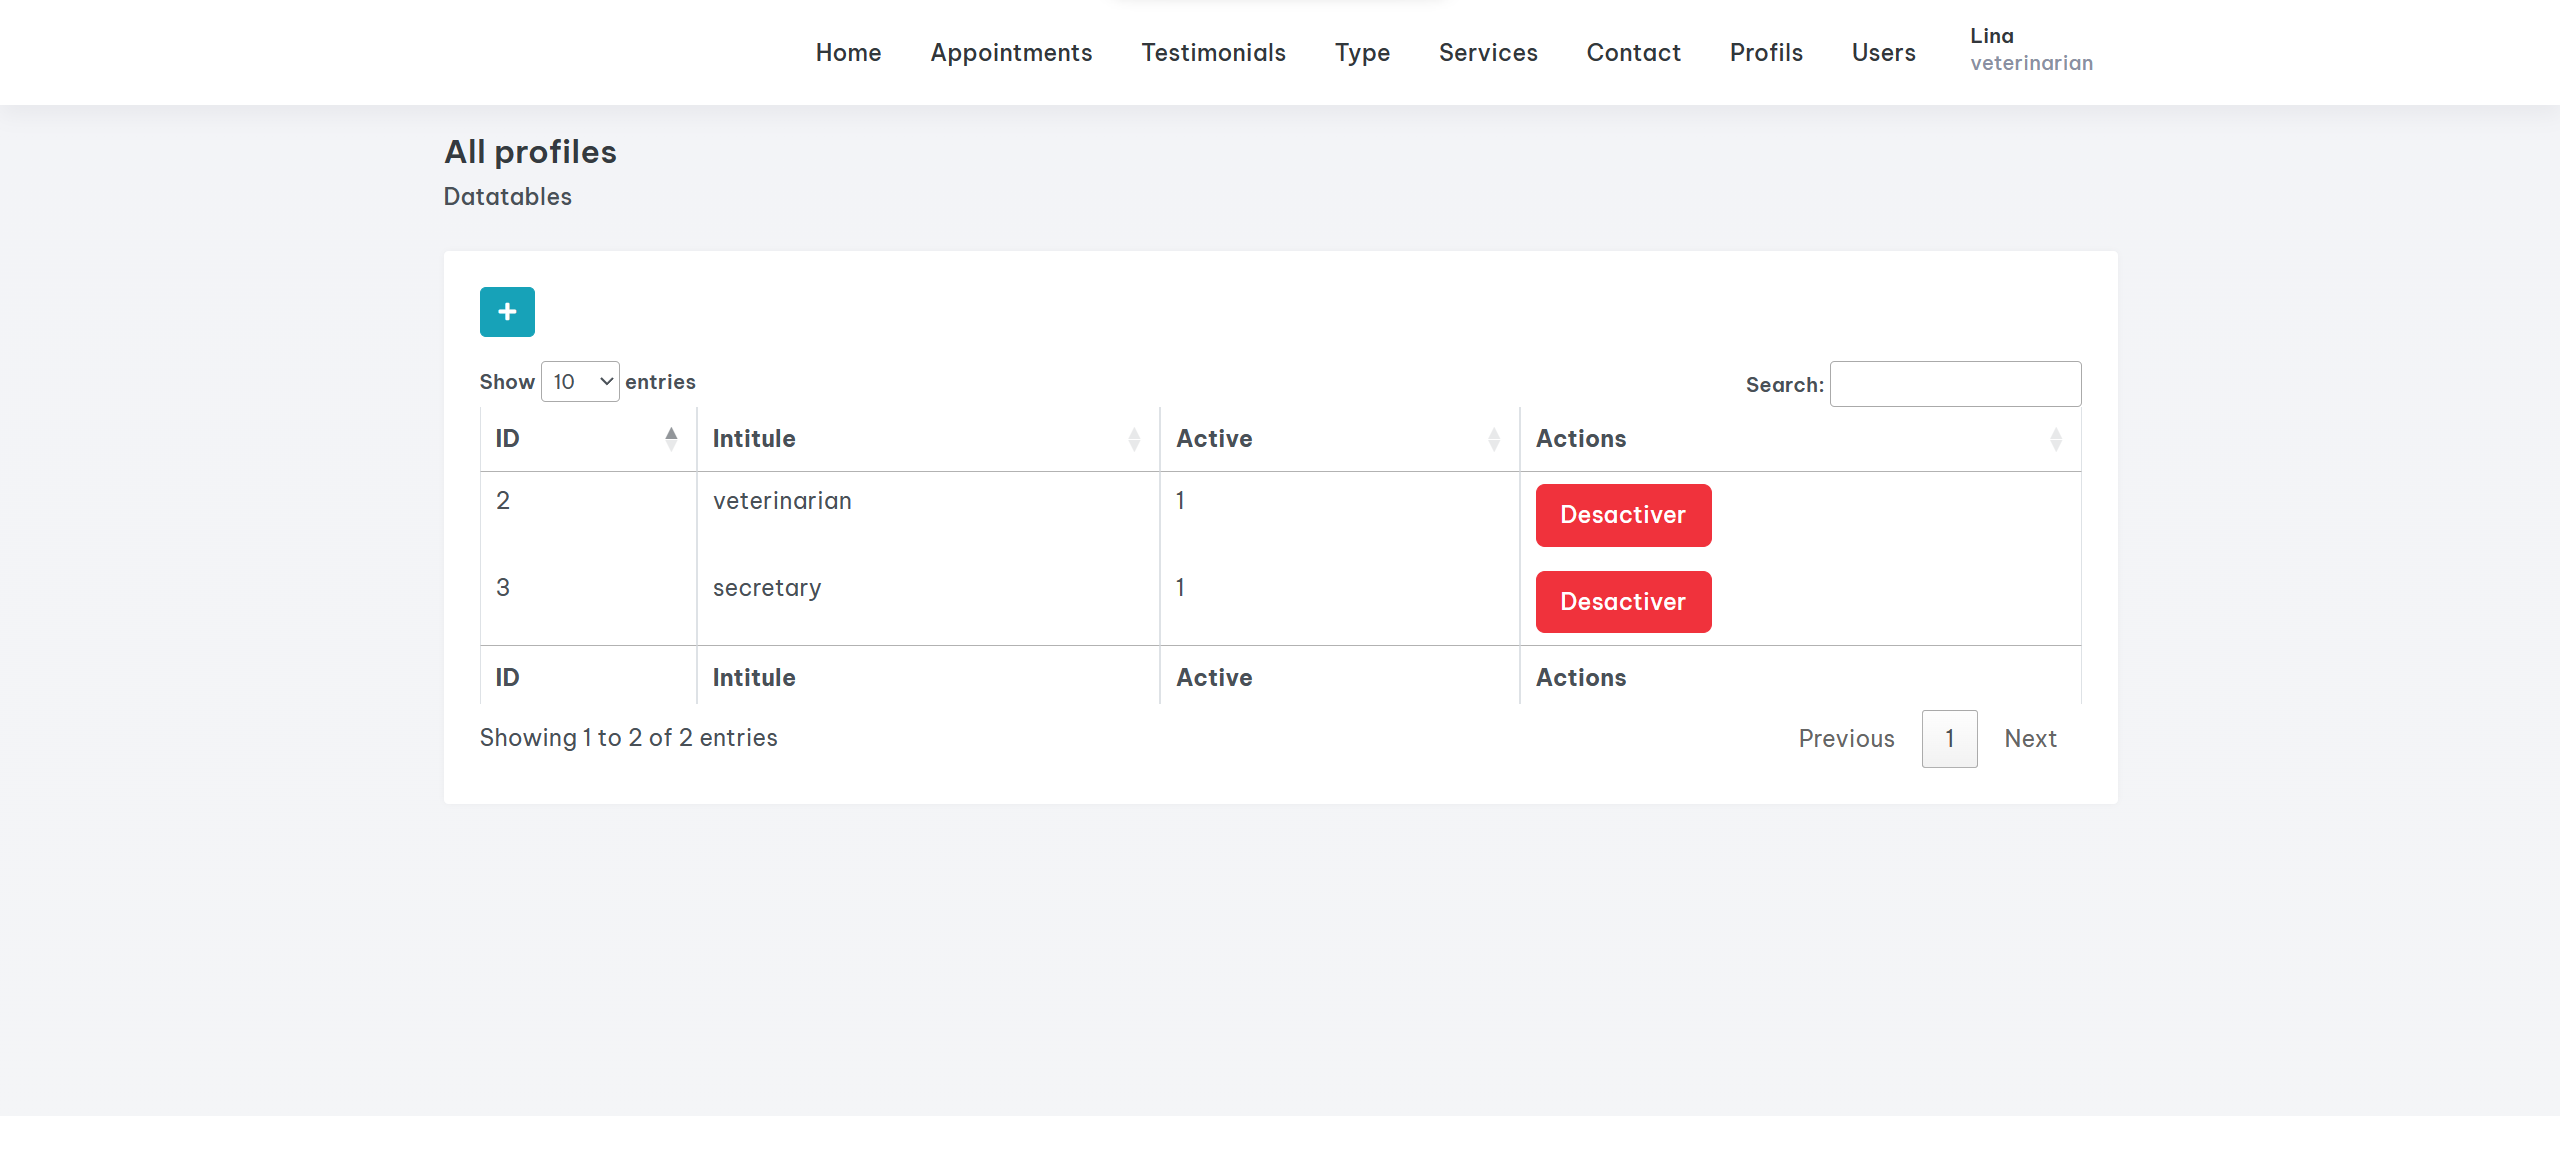 Home Appointments Testimonials Type Services Contact Profils Users Lina
veterinarian
All profiles
Datatables
+
Show 10 entries Search:
ID Intitule Active Actions
2 veterinarian 1 Desactiver
3 secretary 1 Desactiver
ID Intitule Active Actions
Showing 1 to 2 of 2 entries Previous 1 Next